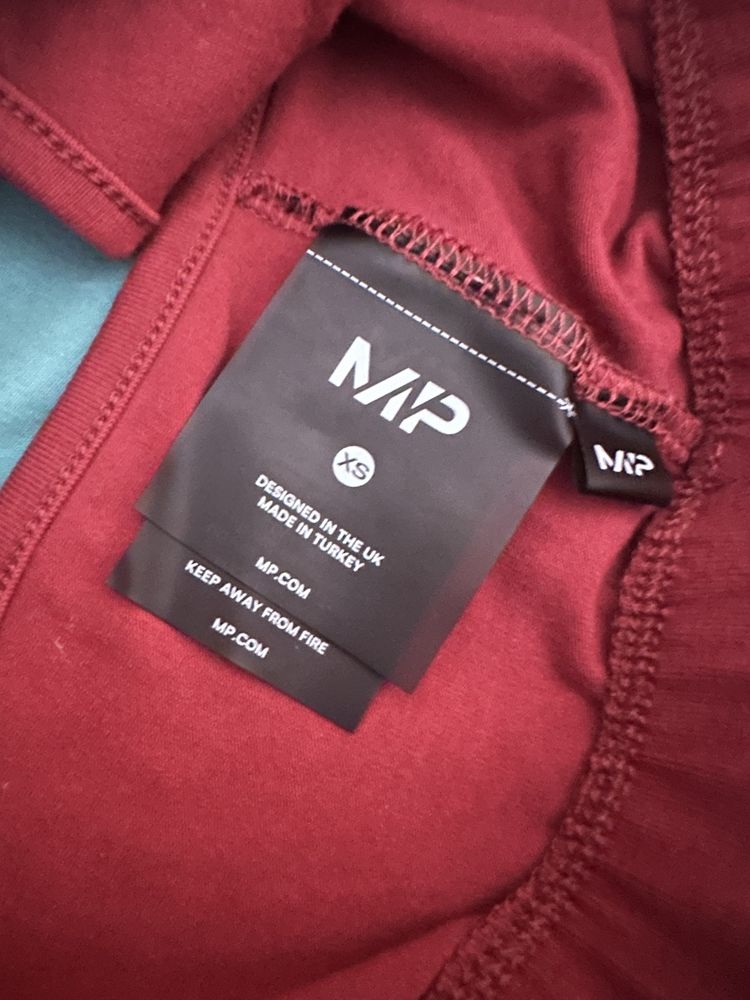 MP
XS
DESIGNED IN THE UK
MADE IN TURKEY
MP.COM
KEEP AWAY FROM FIRE
MP.COM
MP